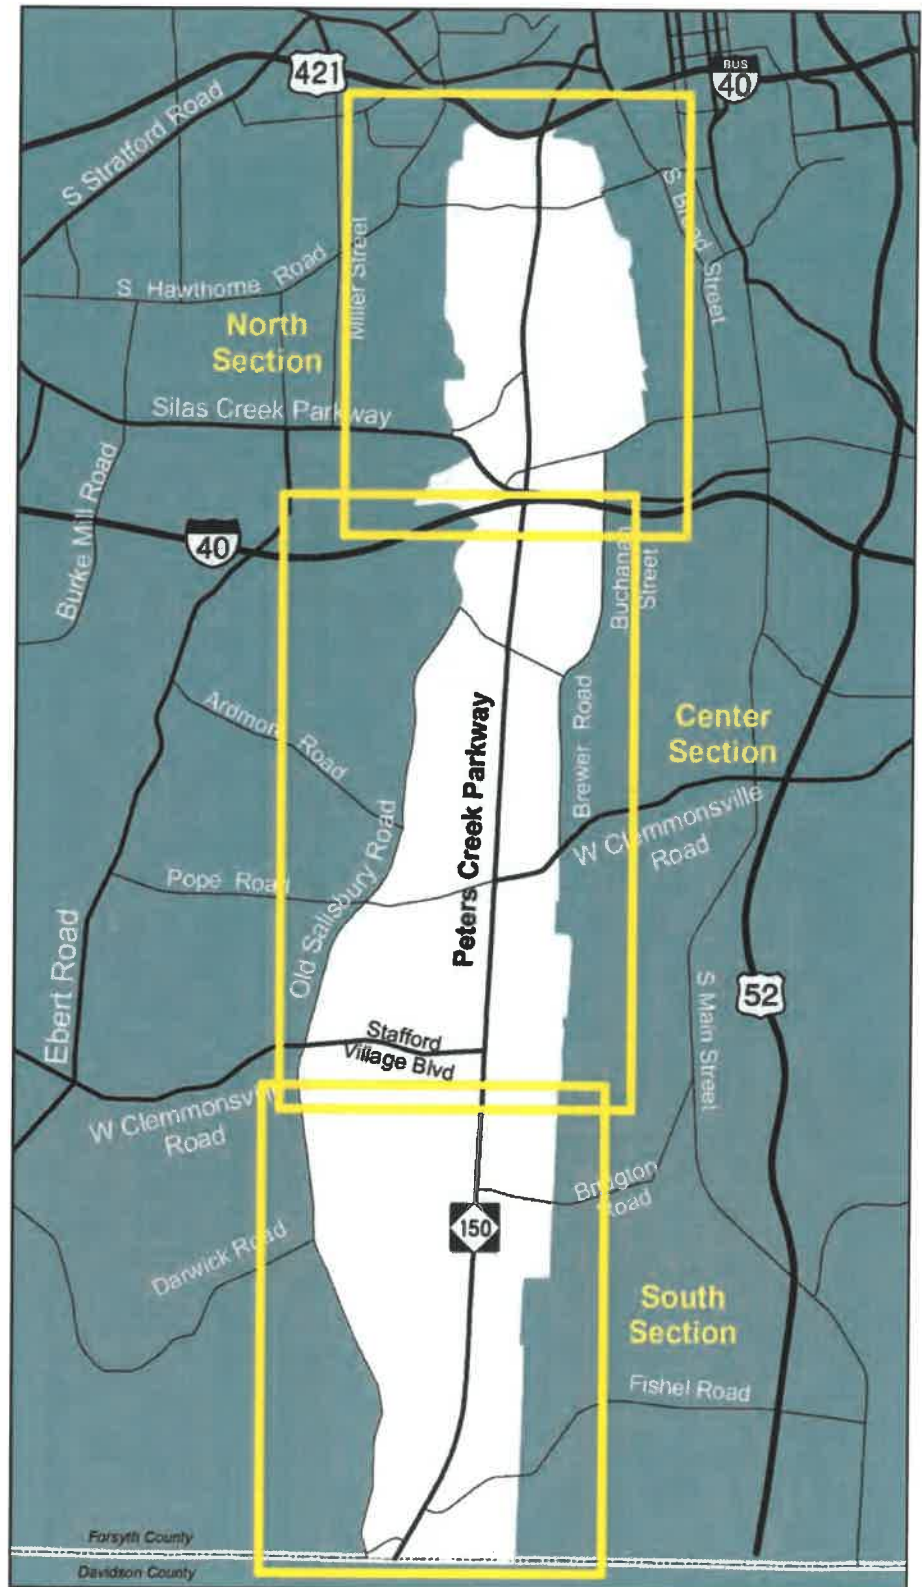 421
BUS
40
S Stratford Road
S Broad Street
Miller Street
S Hawthorne Road
North
Section
Silas Creek Parkway
Burke Mill Road
40
Buchanan
Street
Ardmore Road
Peters Creek Parkway
Brewer Road
Center
Section
W Clemmonsville
Road
Pope Road
Old Salisbury Road
Ebert Road
52
S Main Street
Stafford
Village Blvd
W Clemmonsville
Road
Road
150
Darwick Road
South
Section
Fishel Road
Forsyth County
Davidson County